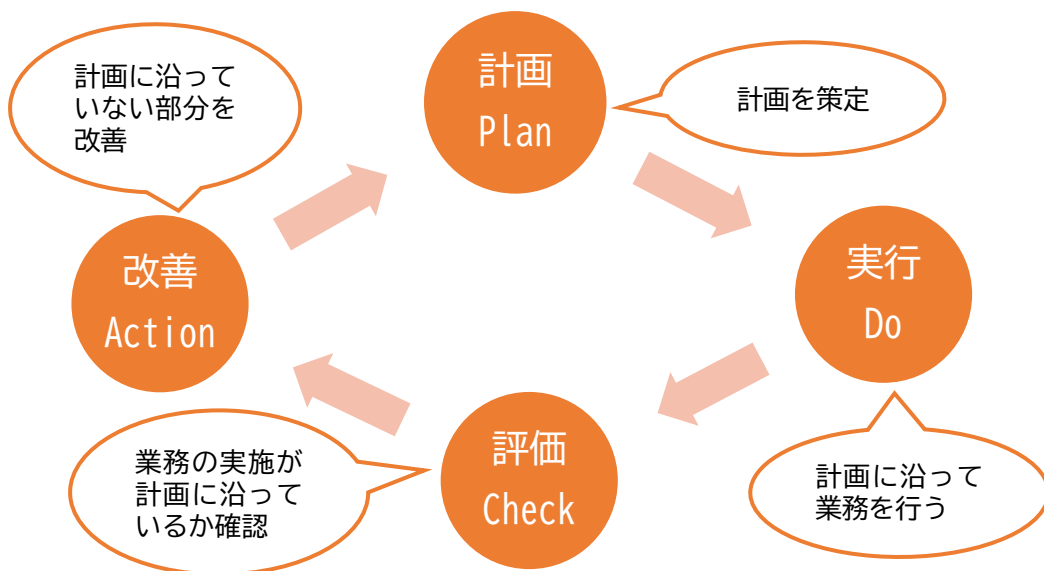 計画
Plan
計画を策定
実行
Do
計画に沿って
業務を行う
評価
Check
業務の実施が
計画に沿って
いるか確認
改善
Action
計画に沿って
いない部分を
改善